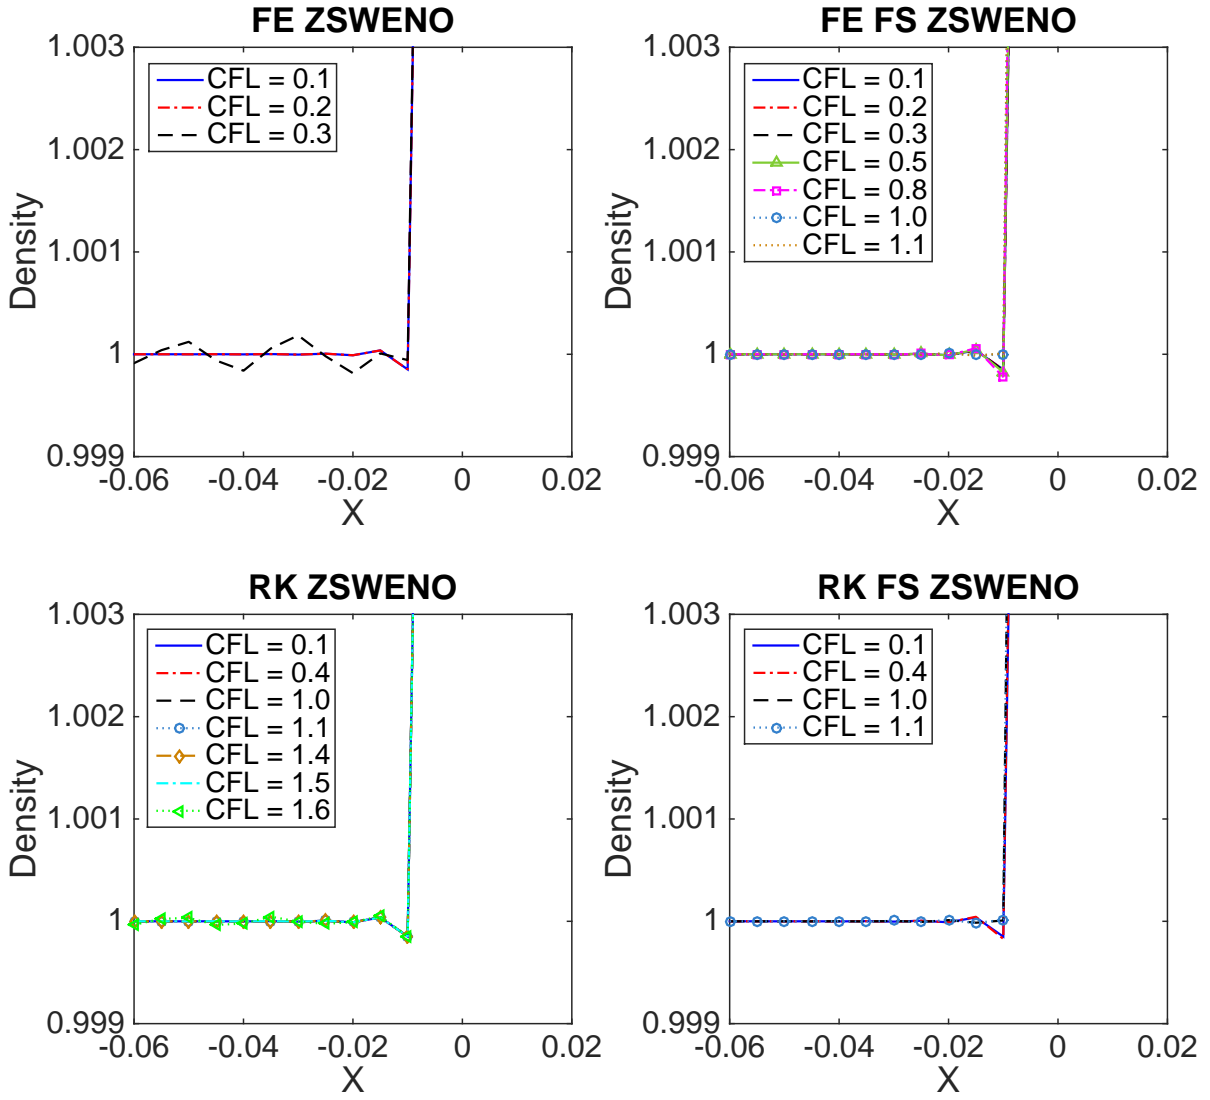 FE ZSWENO
1.003
1.002
1.001
1
0.999
Density
CFL = 0.1
CFL = 0.2
CFL = 0.3
-0.06
-0.04
-0.02
0
0.02
X
FE FS ZSWENO
1.003
1.002
1.001
1
0.999
Density
CFL = 0.1
CFL = 0.2
CFL = 0.3
CFL = 0.5
CFL = 0.8
CFL = 1.0
CFL = 1.1
-0.06
-0.04
-0.02
0
0.02
X
RK ZSWENO
1.003
1.002
1.001
1
0.999
Density
CFL = 0.1
CFL = 0.4
CFL = 1.0
CFL = 1.1
CFL = 1.4
CFL = 1.5
CFL = 1.6
-0.06
-0.04
-0.02
0
0.02
X
RK FS ZSWENO
1.003
1.002
1.001
1
0.999
Density
CFL = 0.1
CFL = 0.4
CFL = 1.0
CFL = 1.1
-0.06
-0.04
-0.02
0
0.02
X